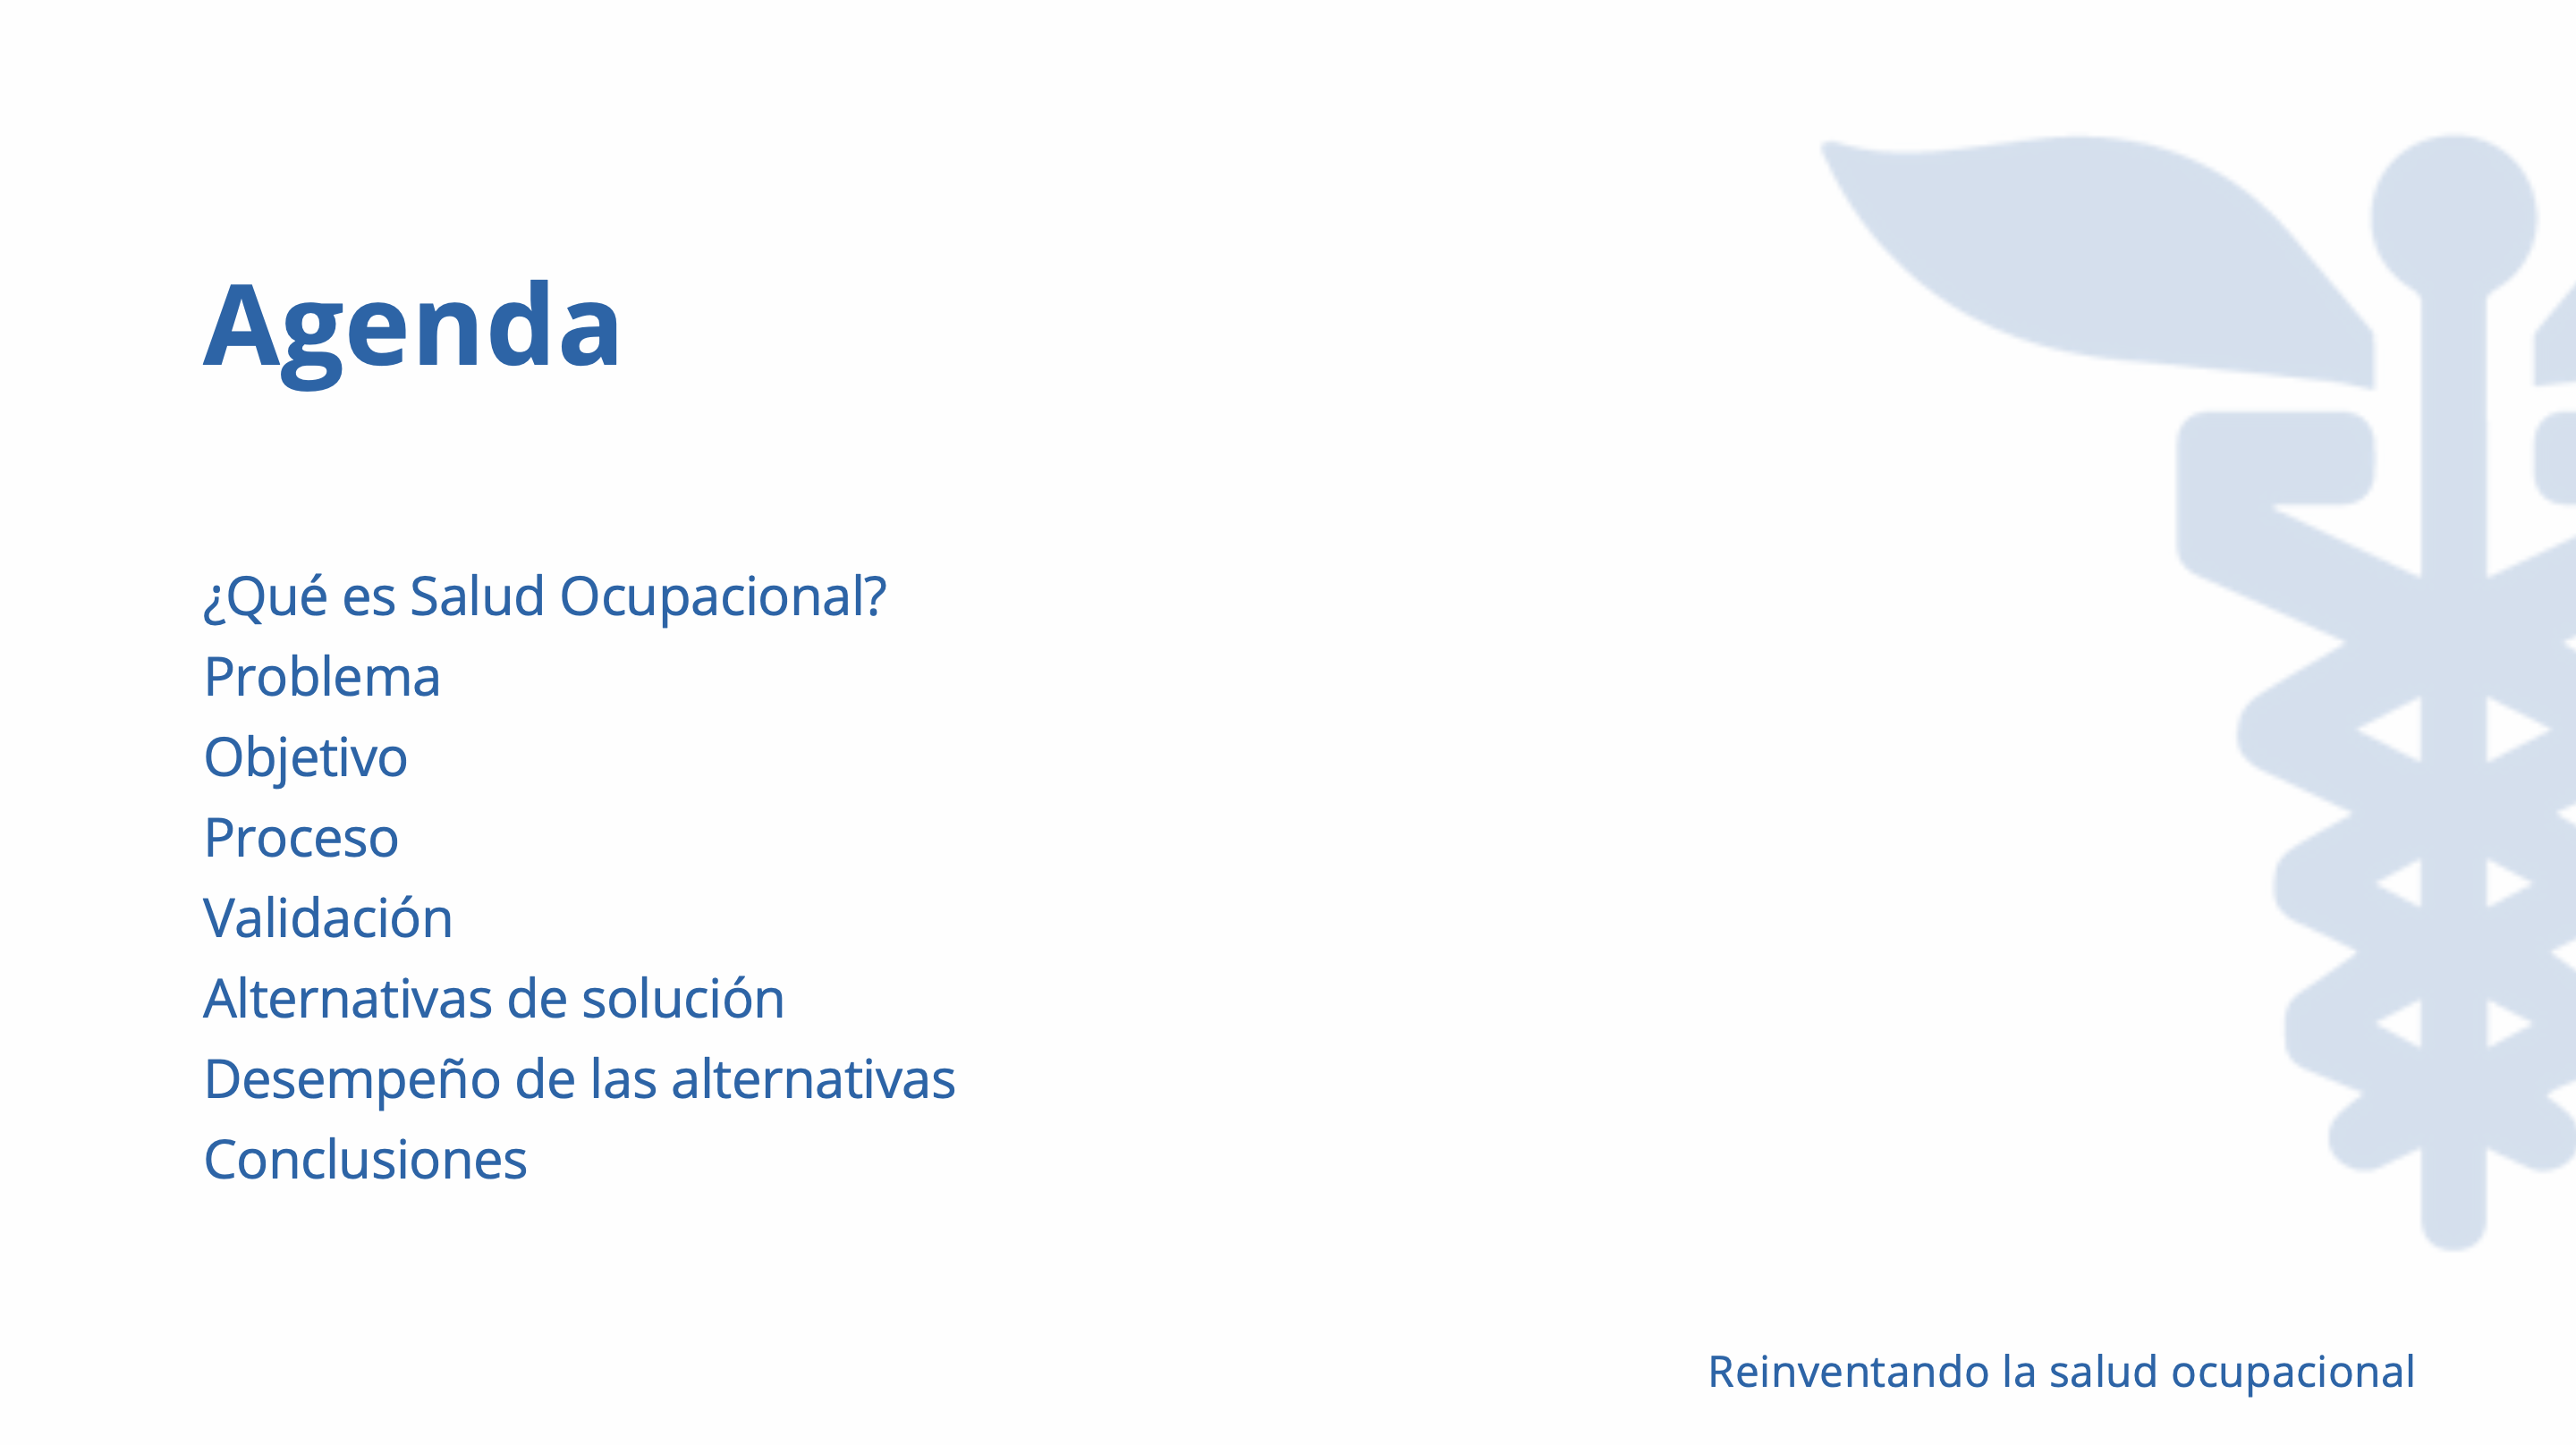 Agenda
¿Qué es Salud Ocupacional?
Problema
Objetivo
Proceso
Validación
Alternativas de solución
Desempeño de las alternativas
Conclusiones
Reinventando la salud ocupacional